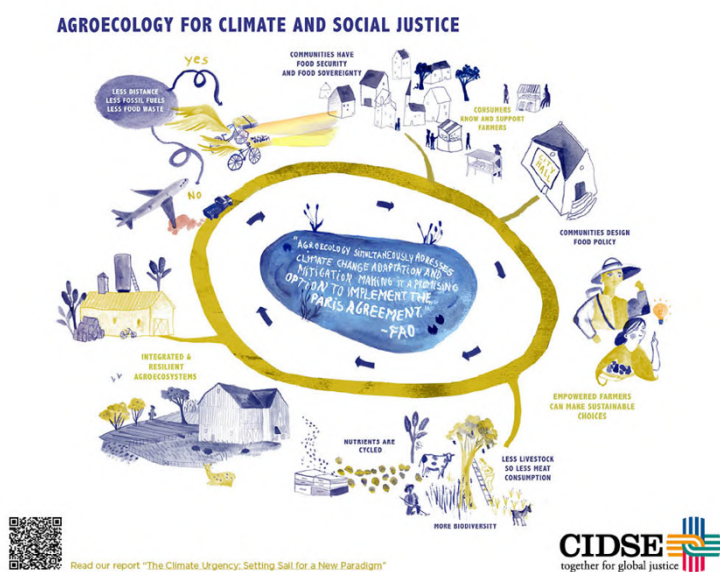 AGROECOLOGY FOR CLIMATE AND SOCIAL JUSTICE
yes
LESS DISTANCE
LESS FOSSIL FUELS
LESS FOOD WASTE
NO
COMMUNITIES HAVE
FOOD SECURITY
AND FOOD SOVEREIGNTY
CONSUMERS
KNOW AND SUPPORT
FARMERS
CITY
HALL
COMMUNITIES DESIGN
FOOD POLICY
"AGROECOLOGY SIMULTANEOUSLY ADRESSES
CLIMATE CHANGE ADAPTATION AND
MITIGATION MAKING IT A PROMISING
OPTION TO IMPLEMENT THE
PARIS AGREEMENT."
-FAO
INTEGRATED &
RESILIENT
AGROECOSYSTEMS
EMPOWERED FARMERS
CAN MAKE SUSTAINABLE
CHOICES
NUTRIENTS ARE
CYCLED
LESS LIVESTOCK
SO LESS MEAT
CONSUMPTION
MORE BIODIVERSITY
Read our report "The Climate Urgency: Setting Sail for a New Paradigm"
CIDSE
together for global justice